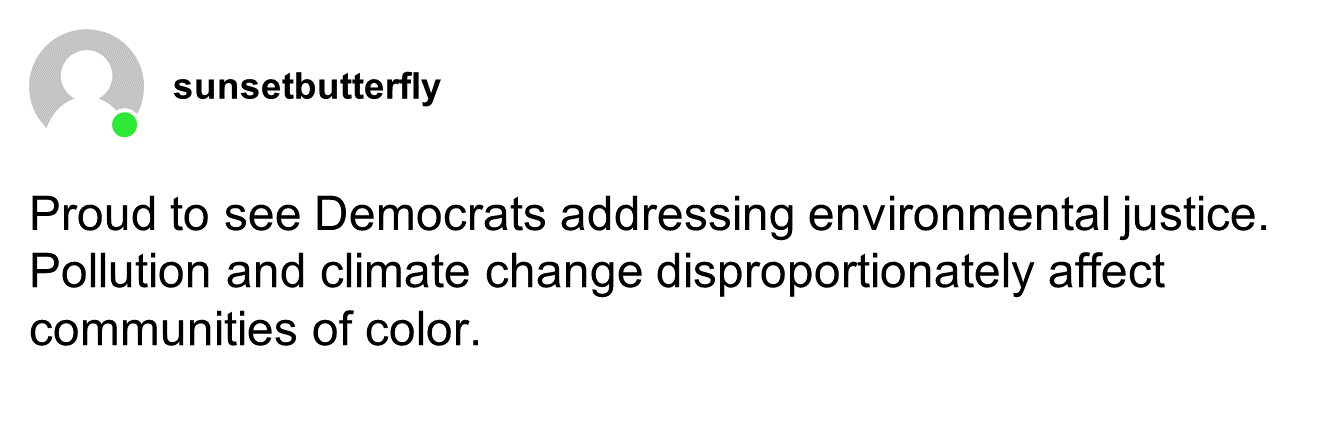 sunsetbutterfly
Proud to see Democrats addressing environmental justice.
Pollution and climate change disproportionately affect
communities of color.